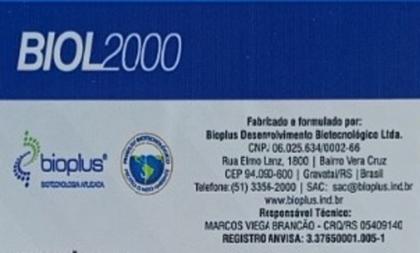 BIOL2000
bioplus®
BIOTECNOLOGIA APLICADA
Fabricado e formulado por:
Bioplus Desenvolvimento Biotecnológico Ltda.
CNPJ 06.025.634/0002-66
Rua Elmo Lenz, 1800 | Bairro Vera Cruz
CEP 94.090-600 | Gravataí/RS | Brasil
Telefone: (51) 3356-2000 | SAC: sac@bioplus.ind.br
www.bioplus.ind.br
Responsável Técnico:
MARCOS VIEGA BRANCÃO - CRQ/RS 05409140
REGISTRO ANVISA: 3.37650001.005-1